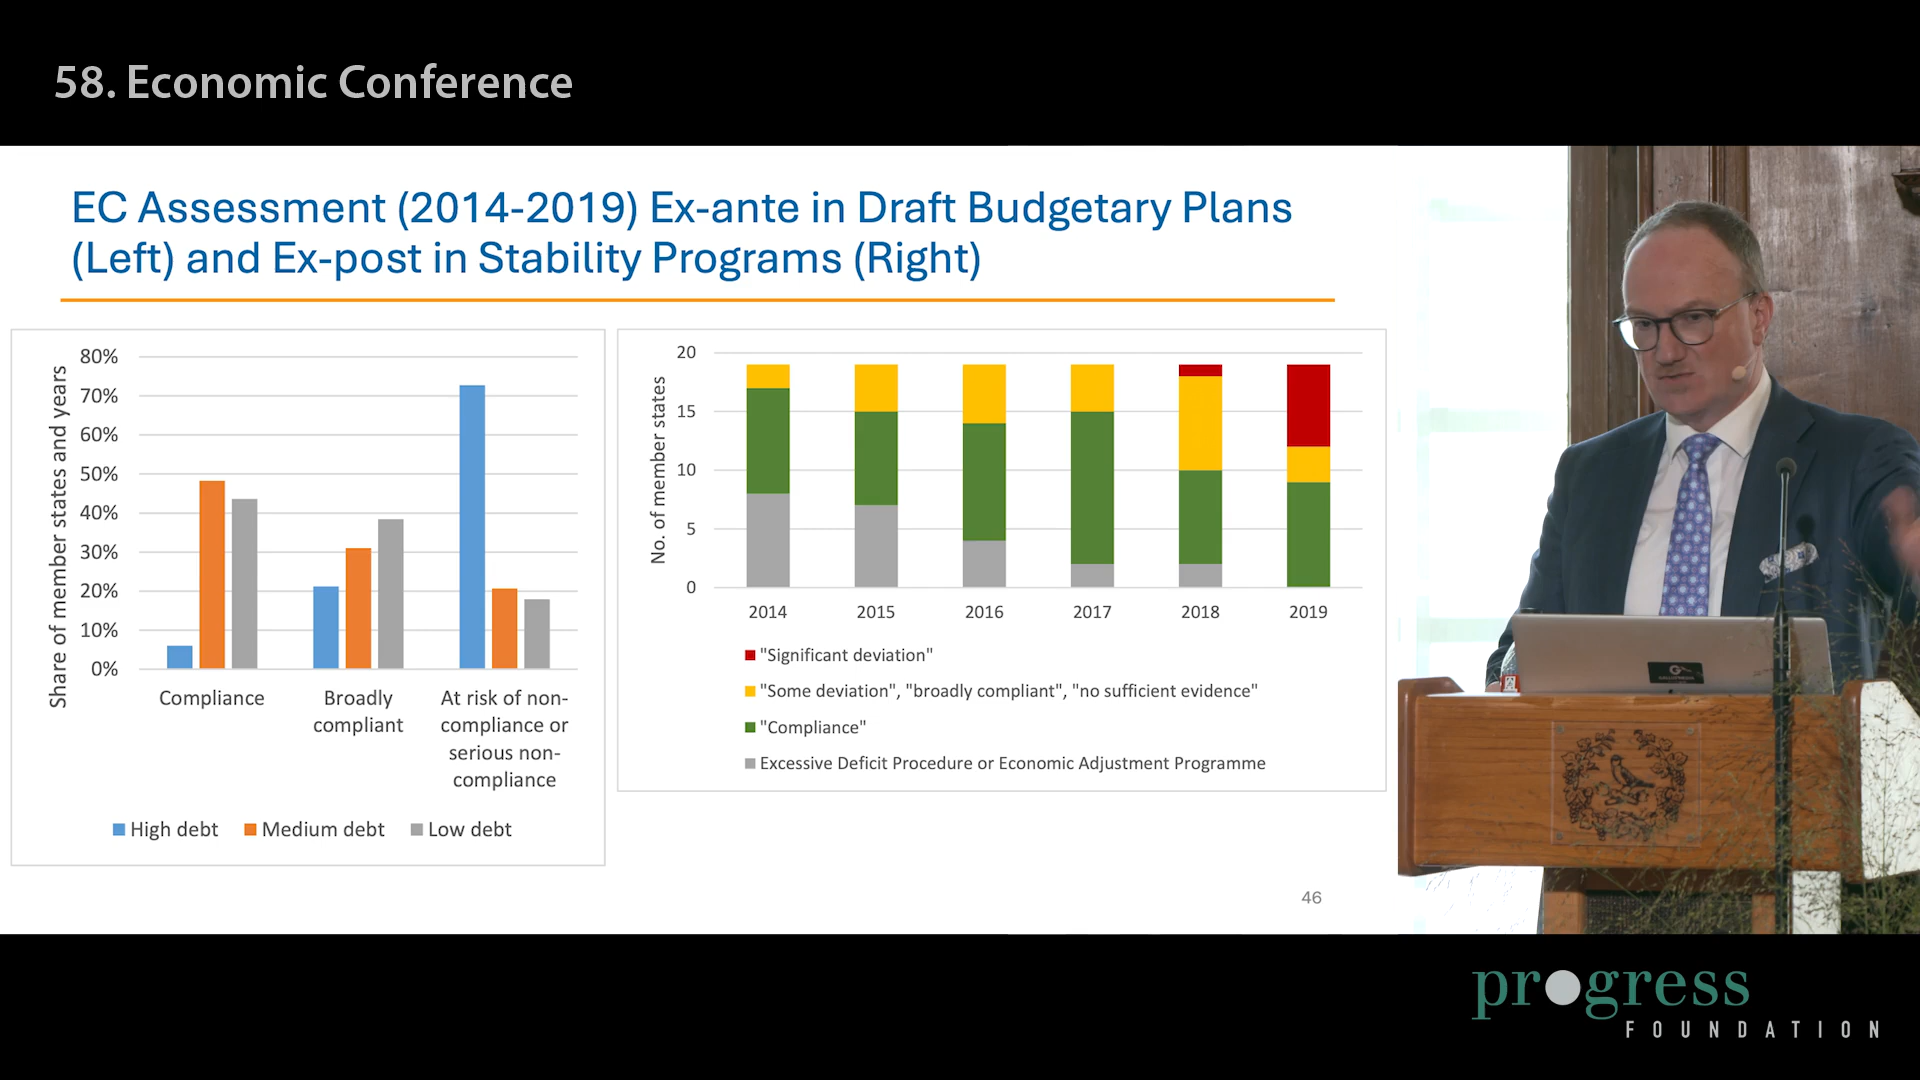 58. Economic Conference
EC Assessment (2014-2019) Ex-ante in Draft Budgetary Plans
(Left) and Ex-post in Stability Programs (Right)
Share of member states and years
80%
70%
60%
50%
40%
30%
20%
10%
0%
Compliance
Broadly
compliant
At risk of non-
compliance or
serious non-
compliance
High debt
Medium debt
Low debt
No. of member states
20
15
10
5
0
2014
2015
2016
2017
2018
2019
"Significant deviation"
"Some deviation", "broadly compliant", "no sufficient evidence"
"Compliance"
Excessive Deficit Procedure or Economic Adjustment Programme
46
progress
FOUNDATION